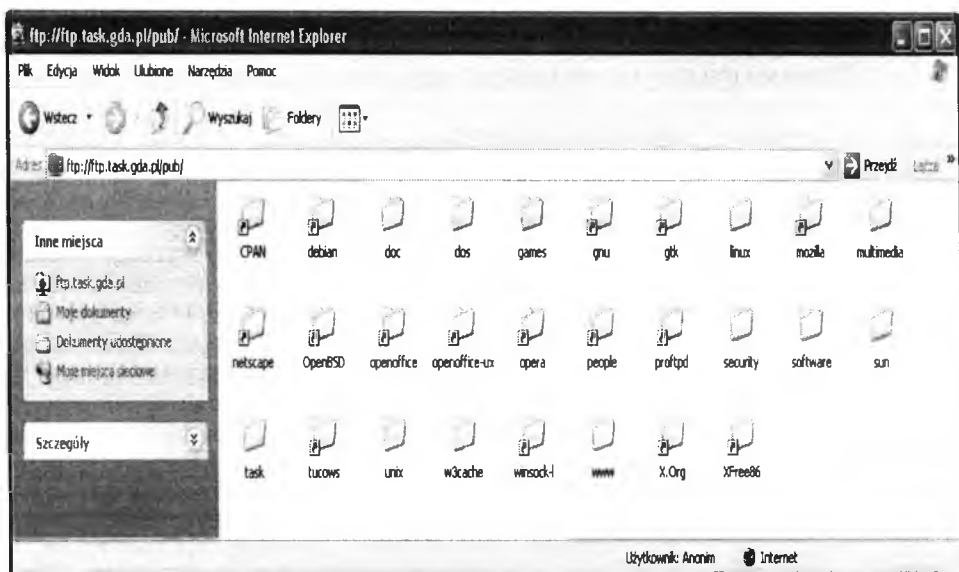 ftp://ftp.task.gda.pl/pub/ - Microsoft Internet Explorer
Plik Edycja Widok Ulubione Narzędzia Pomoc
Wstecz Wyszukaj Foldery
Adres ftp://ftp.task.gda.pl/pub/ Przejdź Łącza »
Inne miejsca
ftp.task.gda.pl
Moje dokumenty
Dokumenty udostępnione
Moje miejsca sieciowe
Szczegóły
CPAN debian doc dos games gnu gtk linux mozilla multimedia
netscape OpenBSD openoffice openoffice-ux opera people proftpd security software sun
task tucows unix w3cache winsock-l www X.Org XFree86
Użytkownik: Anonim Internet